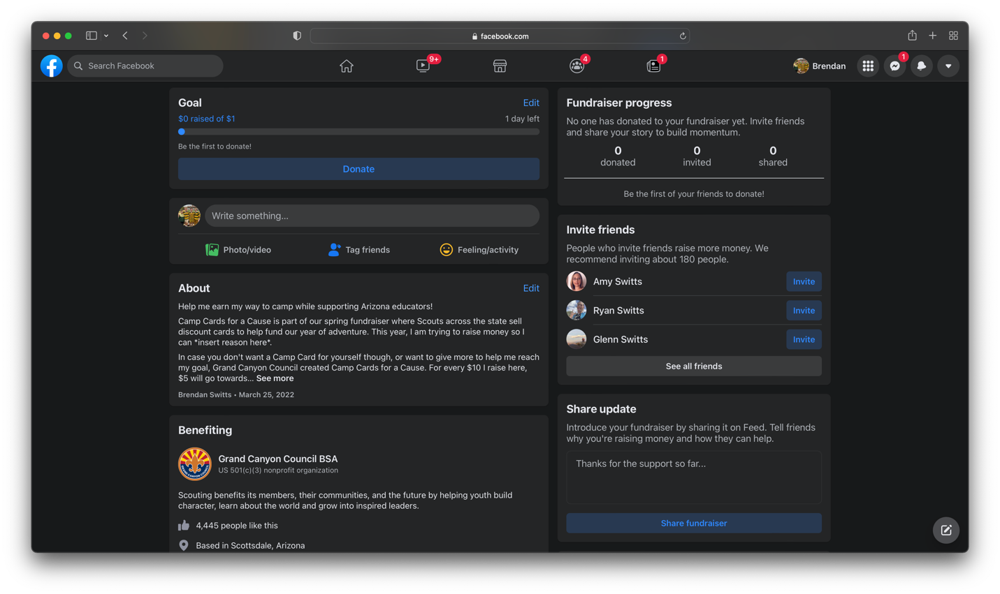 facebook.com
Search Facebook
9+
4
1
Brendan
1
Goal
Edit
$0 raised of $1
1 day left
Be the first to donate!
Donate
Write something...
Photo/video
Tag friends
Feeling/activity
About
Edit
Help me earn my way to camp while supporting Arizona educators!
Camp Cards for a Cause is part of our spring fundraiser where Scouts across the state sell
discount cards to help fund our year of adventure. This year, I am trying to raise money so I
can *insert reason here*.
In case you don't want a Camp Card for yourself though, or want to give more to help me reach
my goal, Grand Canyon Council created Camp Cards for a Cause. For every $10 I raise here,
$5 will go towards... See more
Brendan Switts • March 25, 2022
Benefiting
GRAND CANYON COUNCIL
Grand Canyon Council BSA
US 501(c)(3) nonprofit organization
Scouting benefits its members, their communities, and the future by helping youth build
character, learn about the world and grow into inspired leaders.
4,445 people like this
Based in Scottsdale, Arizona
Fundraiser progress
No one has donated to your fundraiser yet. Invite friends
and share your story to build momentum.
0 0 0
donated invited shared
Be the first of your friends to donate!
Invite friends
People who invite friends raise more money. We
recommend inviting about 180 people.
Amy Switts
Invite
Ryan Switts
Invite
Glenn Switts
Invite
See all friends
Share update
Introduce your fundraiser by sharing it on Feed. Tell friends
why you're raising money and how they can help.
Thanks for the support so far...
Share fundraiser